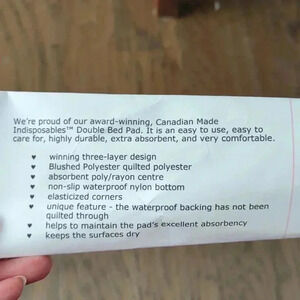 We're proud of our award-winning, Canadian Made
Indisposables™ Double Bed Pad. It is an easy to use, easy to
care for, highly durable, extra absorbent, and very comfortable.
♥ winning three-layer design
♥ Blushed Polyester quilted polyester
♥ absorbent poly/rayon centre
♥ non-slip waterproof nylon bottom
♥ elasticized corners
♥ unique feature - the waterproof backing has not been
quilted through
♥ helps to maintain the pad's excellent absorbency
♥ keeps the surfaces dry